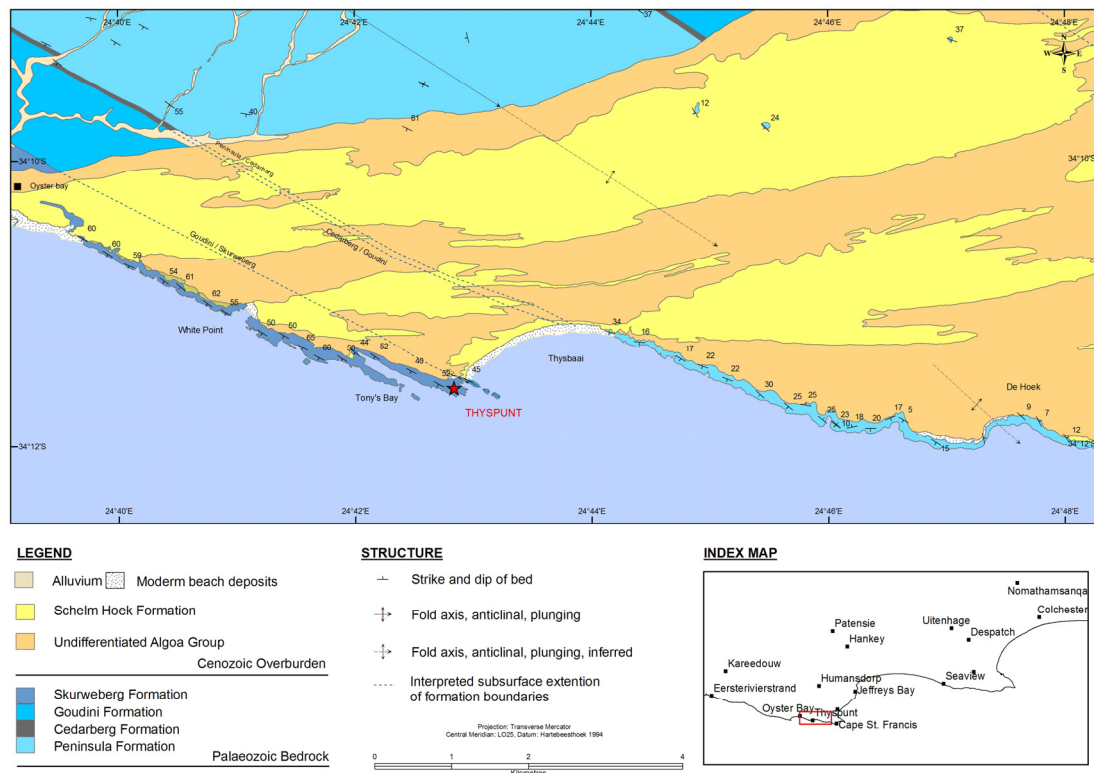 24°40'E 24°42'E 24°44'E 24°46'E 24°48'E
37
37
N
W E
S
12
24
55
40
81
Peninsula / Cedarberg
34°10'S
34°10'S
Oyster bay
Goudini / Skurweberg
Cedarberg / Goudini
60
60
59
54
61
62
55
White Point
50
50
65
60
50
44
52
40
52
45
Tony's Bay
THYSPUNT
34
16
Thysbaai
17
22
22
30
25
25
25
23
10
18
20
17
5
15
De Hoek
9
7
12
34°12'S
34°12'S
24°40'E 24°42'E 24°44'E 24°46'E 24°48'E
LEGEND
Alluvium Modern beach deposits
Schelm Hoek Formation
Undifferentiated Algoa Group
Cenozoic Overburden
Skurweberg Formation
Goudini Formation
Cedarberg Formation
Peninsula Formation
Palaeozoic Bedrock
STRUCTURE
Strike and dip of bed
Fold axis, anticlinal, plunging
Fold axis, anticlinal, plunging, inferred
Interpreted subsurface extention
of formation boundaries
Projection: Transverse Mercator
Central Meridian: LO25, Datum: Hartebeesthoek 1994
0 1 2 4
Kilometres
INDEX MAP
Nomathamsanqa
Colchester
Patensie
Uitenhage
Despatch
Hankey
Kareedouw
Humansdorp
Seaview
Eersterivierstrand
Jeffreys Bay
Oyster Bay
Thyspunt
Cape St. Francis